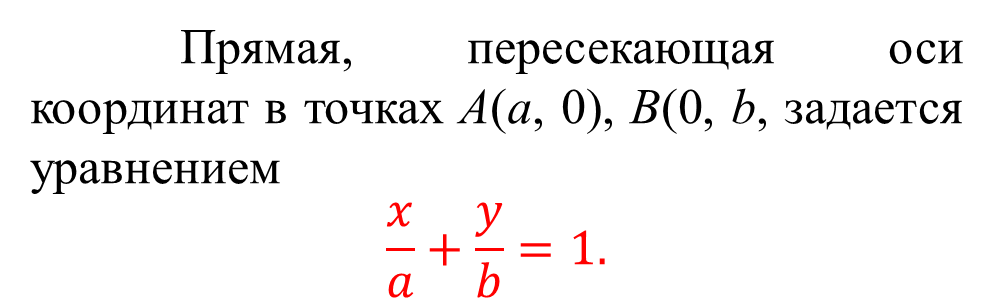 Прямая, пересекающая оси
координат в точках A(a, 0), B(0, b, задается
уравнением
x/a + y/b = 1.